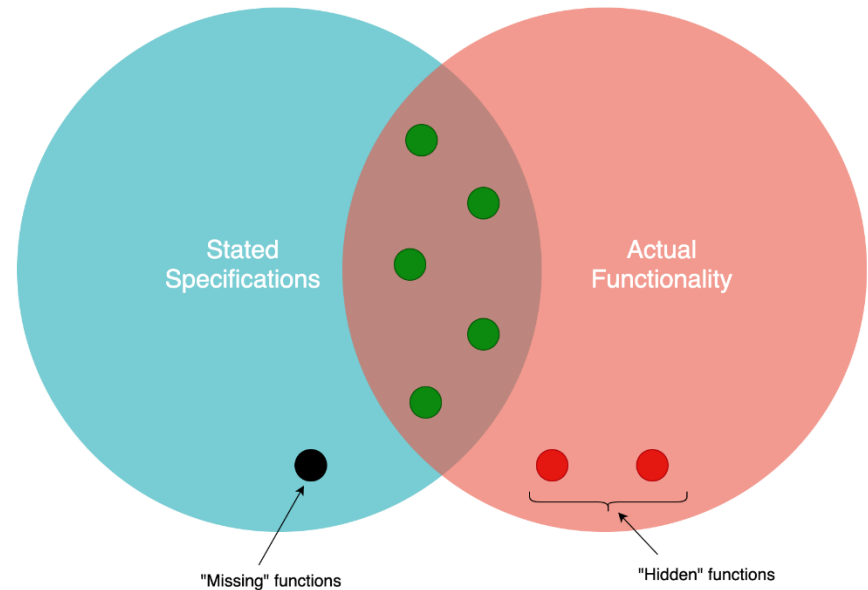 Stated
Specifications
Actual
Functionality
"Missing" functions
"Hidden" functions